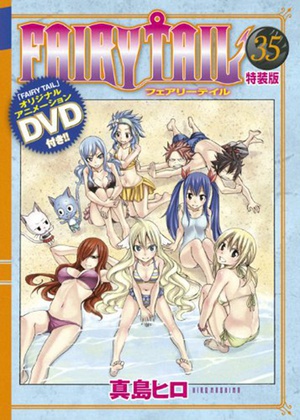 FAIRY TAIL
フェアリーテイル
35
特装版
「FAIRY TAIL」
オリジナル
アニメーション
DVD
付き!!
真島ヒロ
HIRO MASHIMA